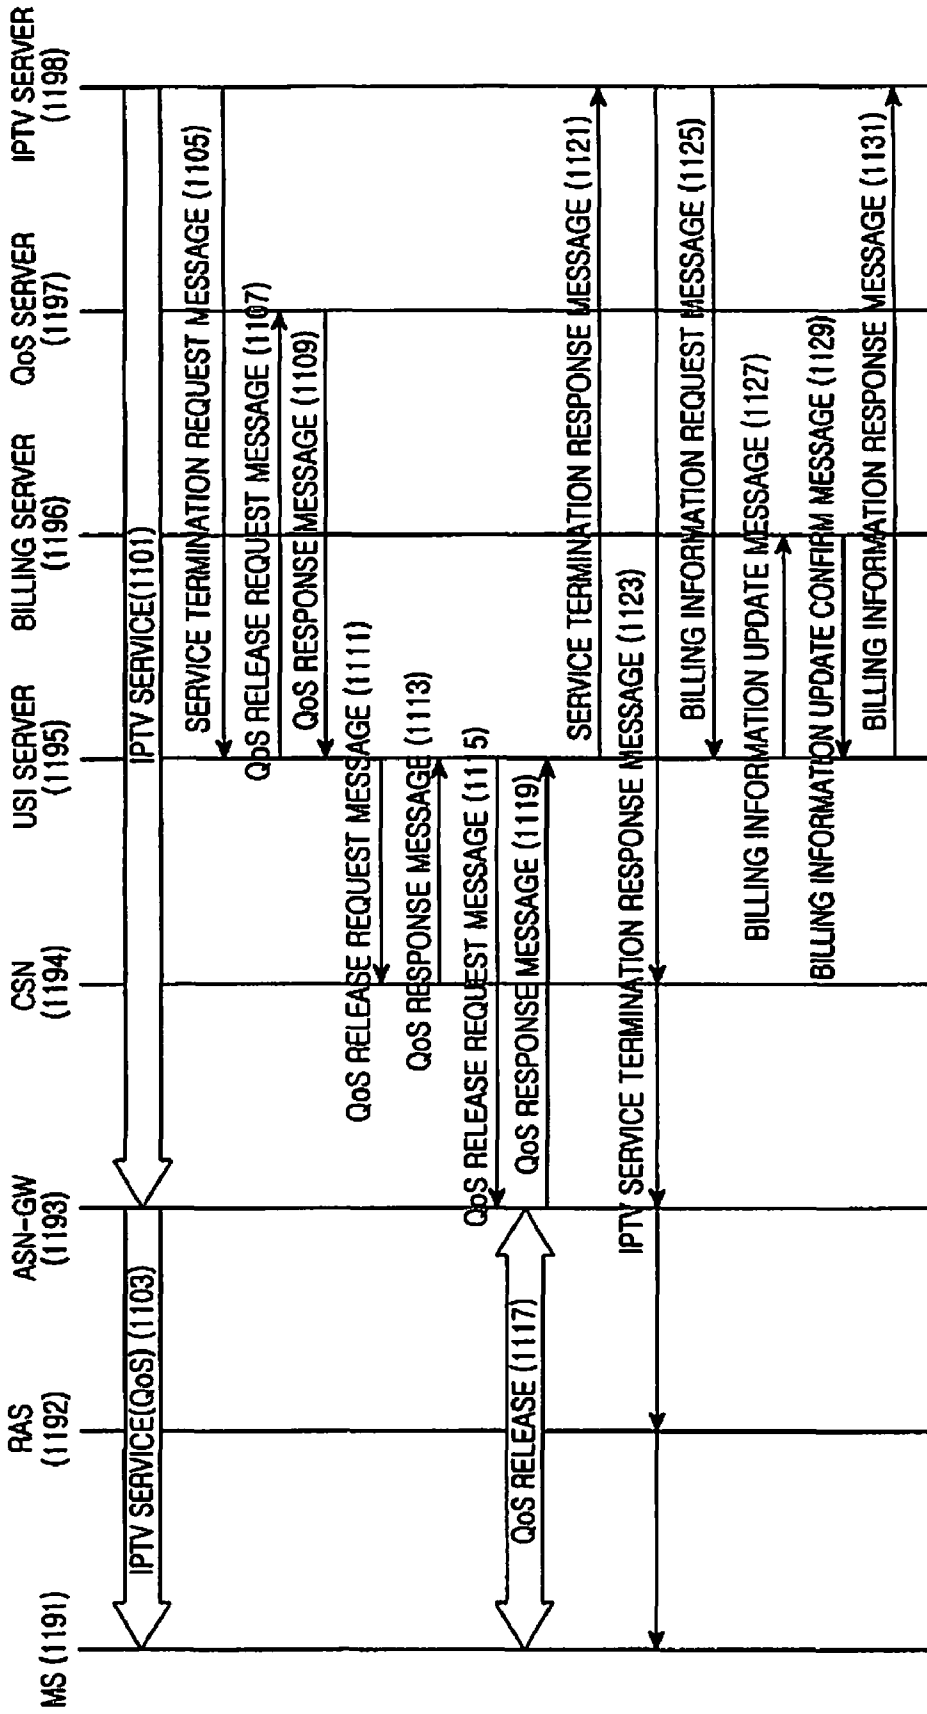 MS (1191)
RAS
(1192)
ASN-GW
(1193)
CSN
(1194)
USI SERVER
(1195)
BILLING SERVER
(1196)
QoS SERVER
(1197)
IPTV SERVER
(1198)
IPTV SERVICE(1101)
IPTV SERVICE(QoS) (1103)
SERVICE TERMINATION REQUEST MESSAGE (1105)
QoS RELEASE REQUEST MESSAGE (1107)
QoS RESPONSE MESSAGE (1109)
QoS RELEASE REQUEST MESSAGE (1111)
QoS RESPONSE MESSAGE (1113)
QoS RELEASE REQUEST MESSAGE (1115)
QoS RELEASE (1117)
QoS RESPONSE MESSAGE (1119)
SERVICE TERMINATION RESPONSE MESSAGE (1121)
IPTV SERVICE TERMINATION RESPONSE MESSAGE (1123)
BILLING INFORMATION REQUEST MESSAGE (1125)
BILLING INFORMATION UPDATE MESSAGE (1127)
BILLING INFORMATION UPDATE CONFIRM MESSAGE (1129)
BILLING INFORMATION RESPONSE MESSAGE (1131)